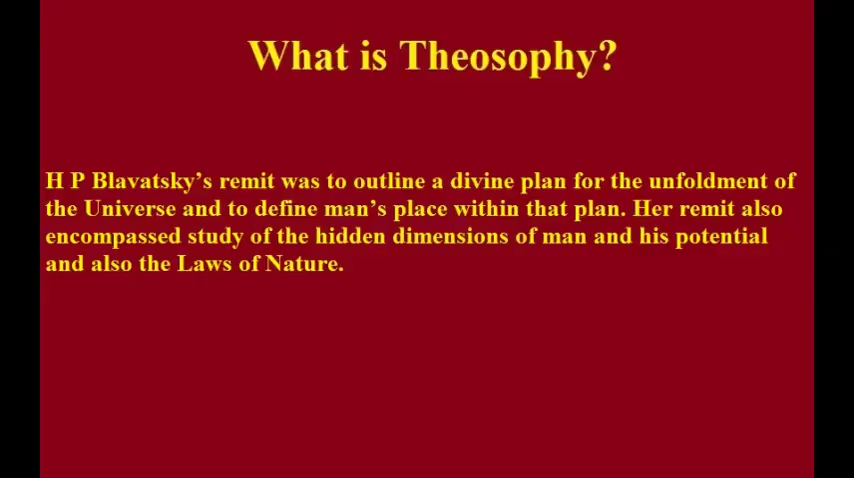 What is Theosophy?
H P Blavatsky’s remit was to outline a divine plan for the unfoldment of
the Universe and to define man’s place within that plan. Her remit also
encompassed study of the hidden dimensions of man and his potential
and also the Laws of Nature.